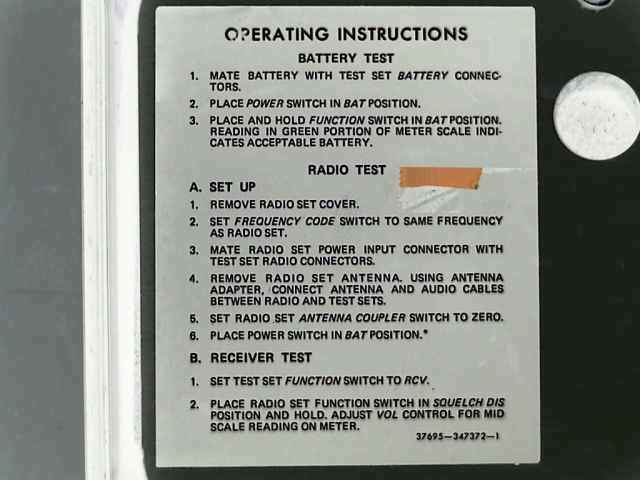 OPERATING INSTRUCTIONS
BATTERY TEST
1. MATE BATTERY WITH TEST SET BATTERY CONNEC-
TORS.
2. PLACE POWER SWITCH IN BAT POSITION.
3. PLACE AND HOLD FUNCTION SWITCH IN BAT POSITION.
READING IN GREEN PORTION OF METER SCALE INDI-
CATES ACCEPTABLE BATTERY.
RADIO TEST
A. SET UP
1. REMOVE RADIO SET COVER.
2. SET FREQUENCY CODE SWITCH TO SAME FREQUENCY
AS RADIO SET.
3. MATE RADIO SET POWER INPUT CONNECTOR WITH
TEST SET RADIO CONNECTORS.
4. REMOVE RADIO SET ANTENNA. USING ANTENNA
ADAPTER, CONNECT ANTENNA AND AUDIO CABLES
BETWEEN RADIO AND TEST SETS.
5. SET RADIO SET ANTENNA COUPLER SWITCH TO ZERO.
6. PLACE POWER SWITCH IN BAT POSITION.*
B. RECEIVER TEST
1. SET TEST SET FUNCTION SWITCH TO RCV.
2. PLACE RADIO SET FUNCTION SWITCH IN SQUELCH DIS
POSITION AND HOLD. ADJUST VOL CONTROL FOR MID
SCALE READING ON METER.
37695-347372-1